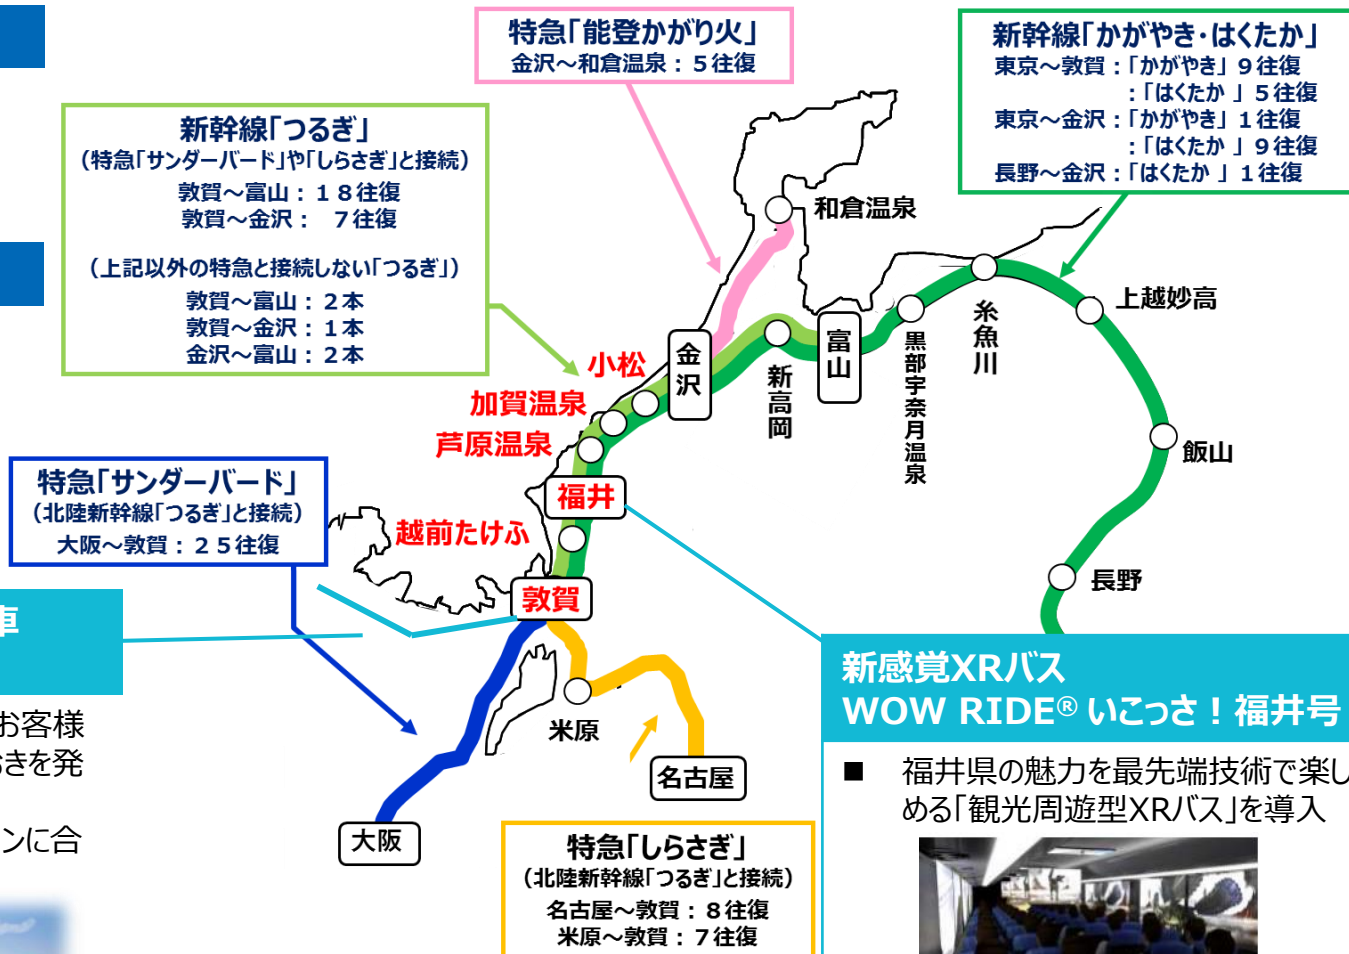 特急「能登かがり火」
金沢～和倉温泉：５往復
新幹線「かがやき・はくたか」
東京～敦賀：「かがやき」９往復
：「はくたか 」５往復
東京～金沢：「かがやき」１往復
：「はくたか 」９往復
長野～金沢：「はくたか 」１往復
新幹線「つるぎ」
（特急「サンダーバード」や「しらさぎ」と接続）
敦賀～富山：１８往復
敦賀～金沢： ７往復
（上記以外の特急と接続しない「つるぎ」）
敦賀～富山：２本
敦賀～金沢：１本
金沢～富山：２本
和倉温泉
上越妙高
糸魚川
黒部宇奈月温泉
富山
新高岡
金沢
小松
加賀温泉
芦原温泉
飯山
福井
特急「サンダーバード」
（北陸新幹線「つるぎ」と接続）
大阪～敦賀：２５往復
越前たけふ
敦賀
長野
車
お客様
おきを発
ンに合
米原
名古屋
大阪
特急「しらさぎ」
（北陸新幹線「つるぎ」と接続）
名古屋～敦賀：８往復
米原～敦賀：７往復
新感覚XRバス
WOW RIDE® いこっさ！福井号
■ 福井県の魅力を最先端技術で楽し
める「観光周遊型XRバス」を導入